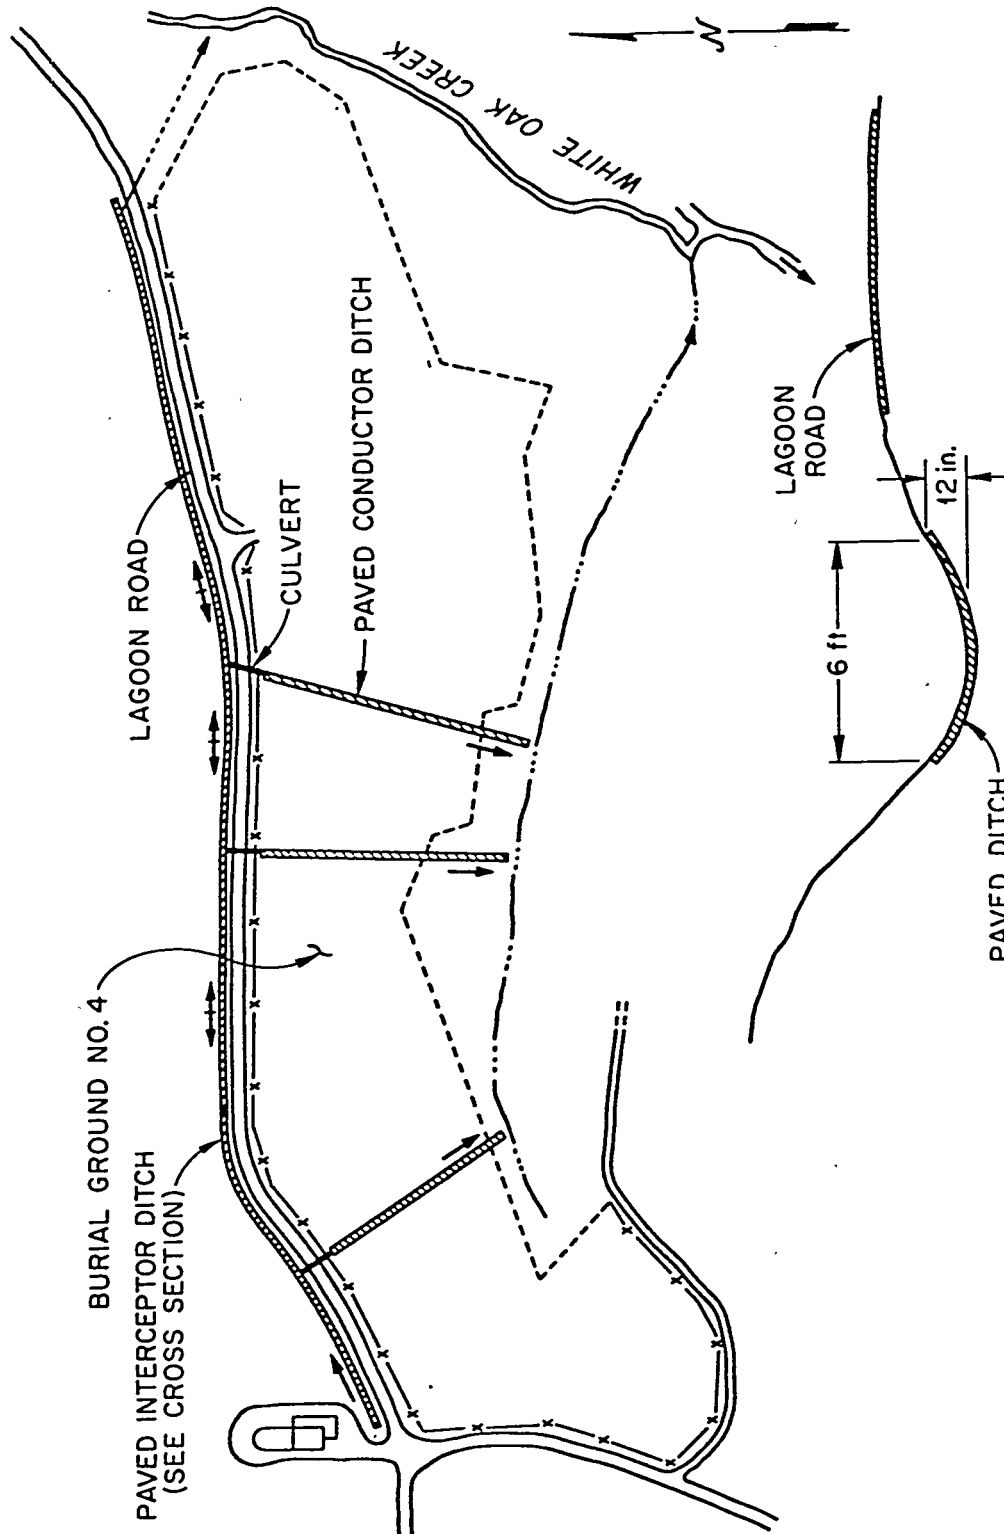 BURIAL GROUND NO. 4
PAVED INTERCEPTOR DITCH
(SEE CROSS SECTION)
LAGOON ROAD
CULVERT
PAVED CONDUCTOR DITCH
WHITE OAK CREEK
N
LAGOON
ROAD
6 ft
12 in.
PAVED DITCH